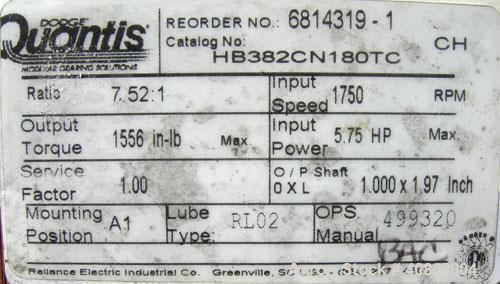 DODGE
Quantis
MODULAR GEARING SOLUTIONS
REORDER NO.: 6814319 - 1
Catalog No: CH
HB382CN180TC
Ratio 7.52:1
Input Speed 1750 RPM
Output Torque 1556 in-lb Max.
Input Power 5.75 HP Max.
Service Factor 1.00
O/P Shaft O X L 1.000 x 1.97 Inch
Mounting Position A1
Lube Type: RL02
OPS Manual 499320
BAC
Reliance Electric Industrial Co. Greenville, SC USA